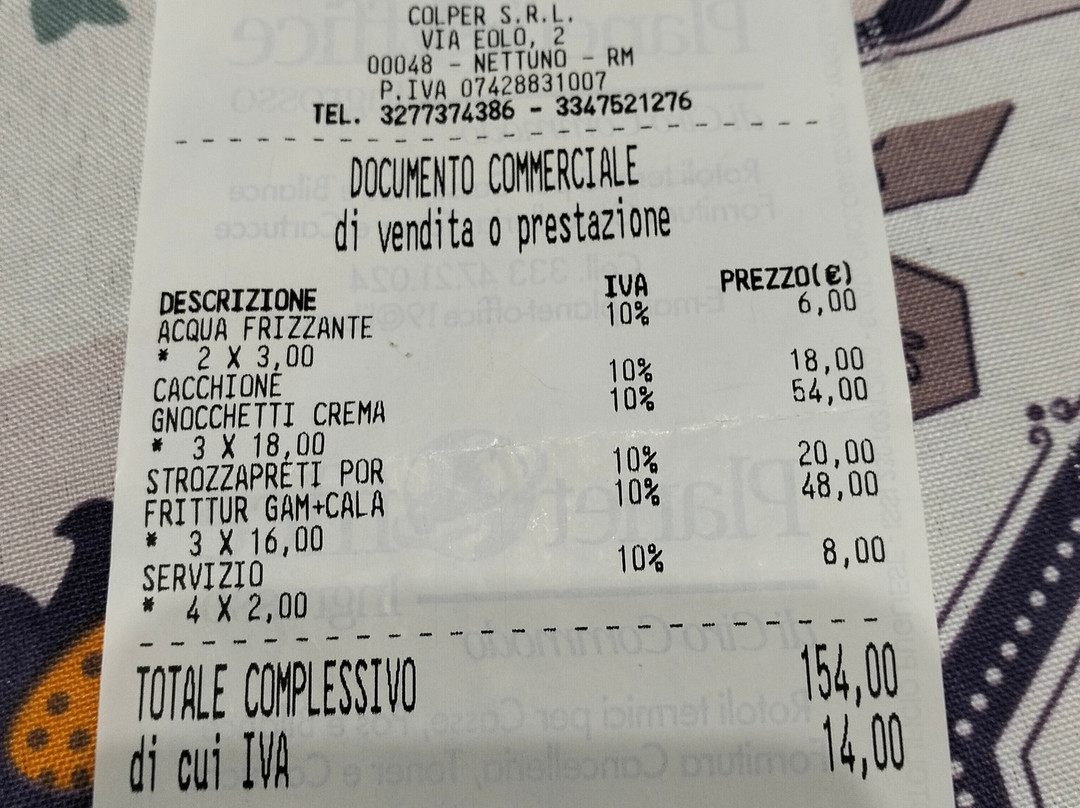 COLPER S.R.L.
VIA EOLO, 2
00048 - NETTUNO - RM
P.IVA 07428831007
TEL. 3277374386 - 3347521276
DOCUMENTO COMMERCIALE
di vendita o prestazione
DESCRIZIONE IVA PREZZO(€)
ACQUA FRIZZANTE 10% 6,00
* 2 X 3,00
CACCHIONE 10% 18,00
GNOCCHETTI CREMA 10% 54,00
* 3 X 18,00
STROZZAPRETI POR 10% 20,00
FRITTUR GAM+CALA 10% 48,00
* 3 X 16,00
SERVIZIO 10% 8,00
* 4 X 2,00
TOTALE COMPLESSIVO 154,00
di cui IVA 14,00